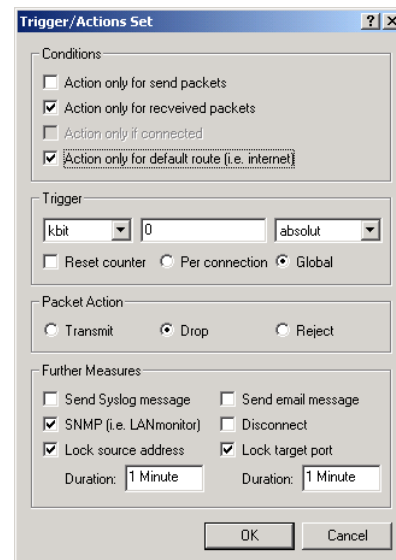 Trigger/Actions Set
Conditions
Action only for send packets
Action only for recveived packets
Action only if connected
Action only for default route (i.e. internet)
Trigger
kbit 0 absolut
Reset counter Per connection Global
Packet Action
Transmit Drop Reject
Further Measures
Send Syslog message Send email message
SNMP (i.e. LANmonitor) Disconnect
Lock source address Lock target port
Duration: 1 Minute Duration: 1 Minute
OK Cancel